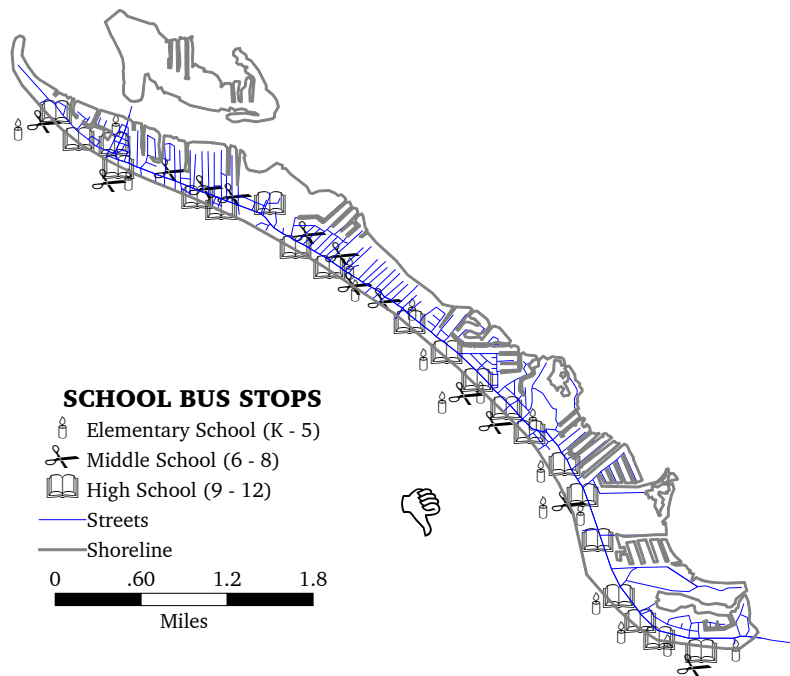 SCHOOL BUS STOPS
Elementary School (K - 5)
Middle School (6 - 8)
High School (9 - 12)
Streets
Shoreline
0 .60 1.2 1.8
Miles